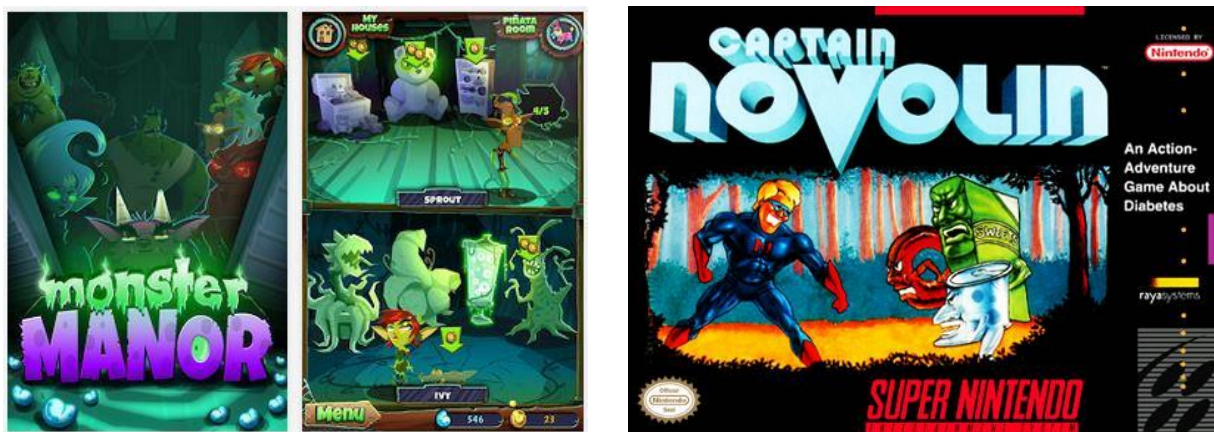 monster
MANOR
MY
HOUSES
PIÑATA
ROOM
4/5
SPROUT
IVY
Menu
546
23
CAPTAIN
NOVOLIN
TM
LICENSED BY
Nintendo
An Action-
Adventure
Game About
Diabetes
SWEETS
N
rayasystems
Official
Nintendo
Seal
SUPER NINTENDO